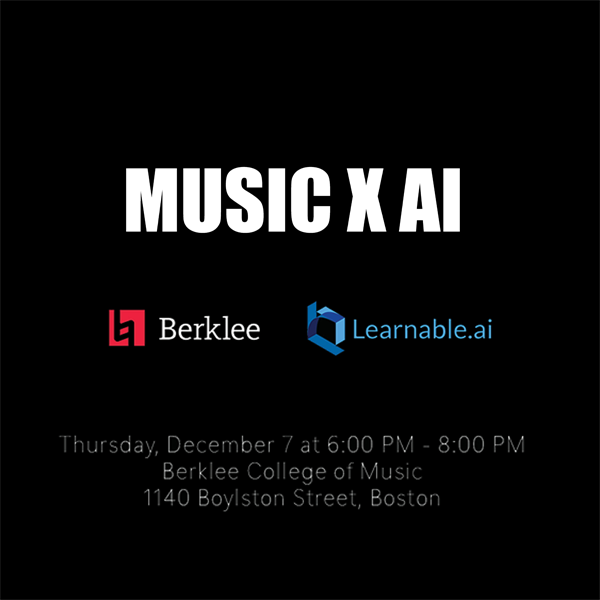 MUSIC X AI
Berklee
Learnable.ai
Thursday, December 7 at 6:00 PM - 8:00 PM
Berklee College of Music
1140 Boylston Street, Boston